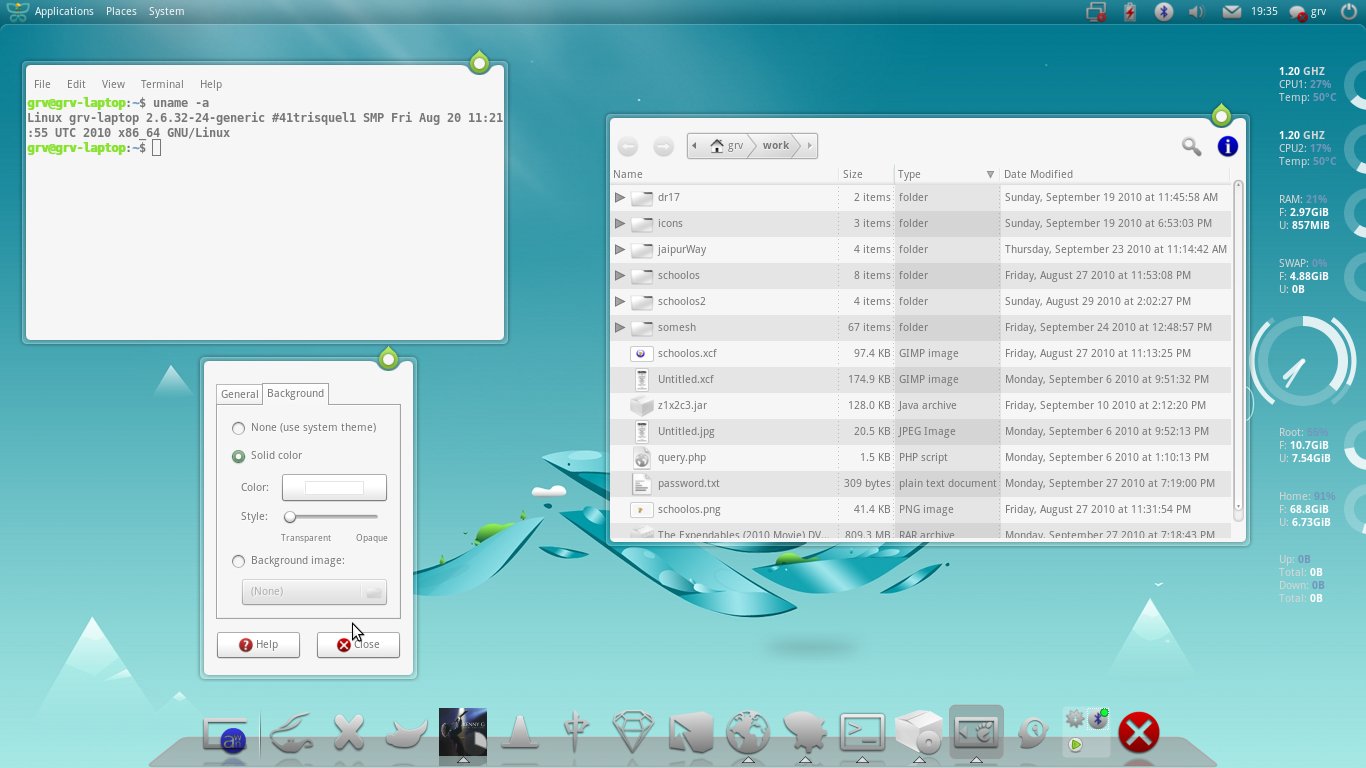 Applications Places System
19:35 grv
File Edit View Terminal Help
grv@grv-laptop:~$ uname -a
Linux grv-laptop 2.6.32-24-generic #41trisquel1 SMP Fri Aug 20 11:21
:55 UTC 2010 x86_64 GNU/Linux
grv@grv-laptop:~$
General Background
None (use system theme)
Solid color
Color:
Style:
Transparent Opaque
Background image:
(None)
Help Close
grv work
Name Size Type Date Modified
dr17 2 items folder Sunday, September 19 2010 at 11:45:58 AM
icons 3 items folder Sunday, September 19 2010 at 6:53:03 PM
jaipurWay 4 items folder Thursday, September 23 2010 at 11:14:42 AM
schoolos 8 items folder Friday, August 27 2010 at 11:53:08 PM
schoolos2 4 items folder Sunday, August 29 2010 at 2:02:27 PM
somesh 67 items folder Friday, September 24 2010 at 12:48:57 PM
schoolos.xcf 97.4 KB GIMP image Friday, August 27 2010 at 11:13:25 PM
Untitled.xcf 174.9 KB GIMP image Monday, September 6 2010 at 9:51:32 PM
z1x2c3.jar 128.0 KB Java archive Friday, September 10 2010 at 2:12:20 PM
Untitled.jpg 20.5 KB JPEG Image Monday, September 6 2010 at 9:52:13 PM
query.php 1.5 KB PHP script Monday, September 6 2010 at 1:10:13 PM
password.txt 309 bytes plain text document Monday, September 27 2010 at 7:19:00 PM
schoolos.png 41.4 KB PNG image Friday, August 27 2010 at 11:31:54 PM
The Expendables (2010 Movie) DV... 809.3 MB RAR archive Monday, September 27 2010 at 7:18:43 PM
1.20 GHZ
CPU1: 27%
Temp: 50°C
1.20 GHZ
CPU2: 17%
Temp: 50°C
RAM: 21%
F: 2.97GiB
U: 857MiB
SWAP: 0%
F: 4.88GiB
U: 0B
Root:
F: 10.7GiB
U: 7.54GiB
Home: 91%
F: 68.8GiB
U: 6.73GiB
Up: 0B
Total: 0B
Down: 0B
Total: 0B